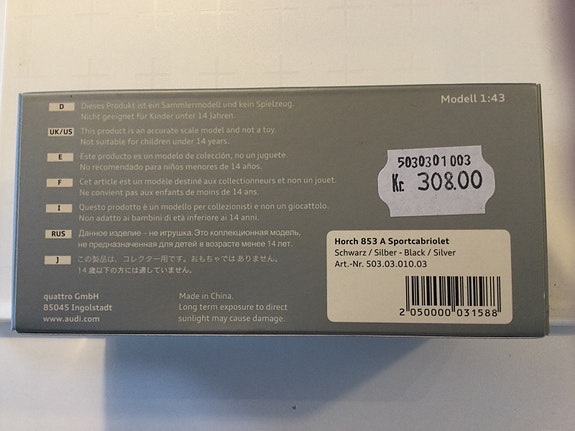 Modell 1:43
D Dieses Produkt ist ein Sammlermodell und kein Spielzeug.
Nicht geeignet für Kinder unter 14 Jahren.
UK/US This product is an accurate scale model and not a toy.
Not suitable for children under 14 years.
E Este producto es un modelo de colección, no un juguete.
No recomendado para niños menores de 14 años.
F Cet article est un modèle destiné aux collectionneurs et non un jouet.
Ne convient pas aux enfants de moins de 14 ans.
I Questo prodotto è un modello per collezionisti e non un giocattolo.
Non adatto ai bambini di età inferiore ai 14 anni.
RUS Данное изделие - не игрушка. Это коллекционная модель,
не предназначенная для детей в возрасте менее 14 лет.
J この製品は、コレクター用です。おもちゃではありません。
14歳以下の方には適していません。
5030301003
Kr. 308.00
Horch 853 A Sportcabriolet
Schwarz / Silber - Black / Silver
Art.-Nr. 503.03.010.03
2 050000 031588
quattro GmbH
85045 Ingolstadt
www.audi.com
Made in China.
Long term exposure to direct
sunlight may cause damage.